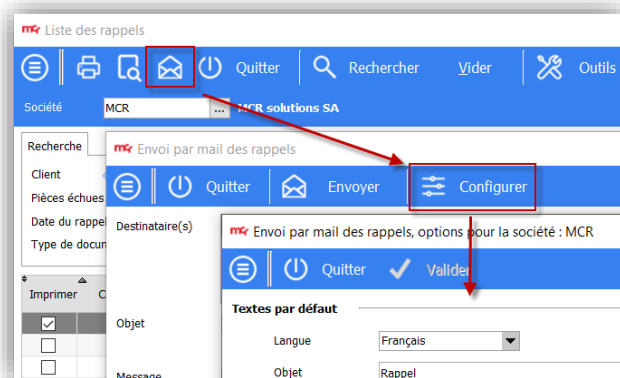 mcr Liste des rappels
Quitter Rechercher Vider Outils
Société MCR ... MCR solutions SA
Recherche
mcr Envoi par mail des rappels
Client
Quitter Envoyer Configurer
Pièces échues
Date du rappel
Destinataire(s)
mcr Envoi par mail des rappels, options pour la société : MCR
Type de docum
Quitter Valider
Imprimer C
Textes par défaut
Langue Français
Objet
Objet Rappel
Message